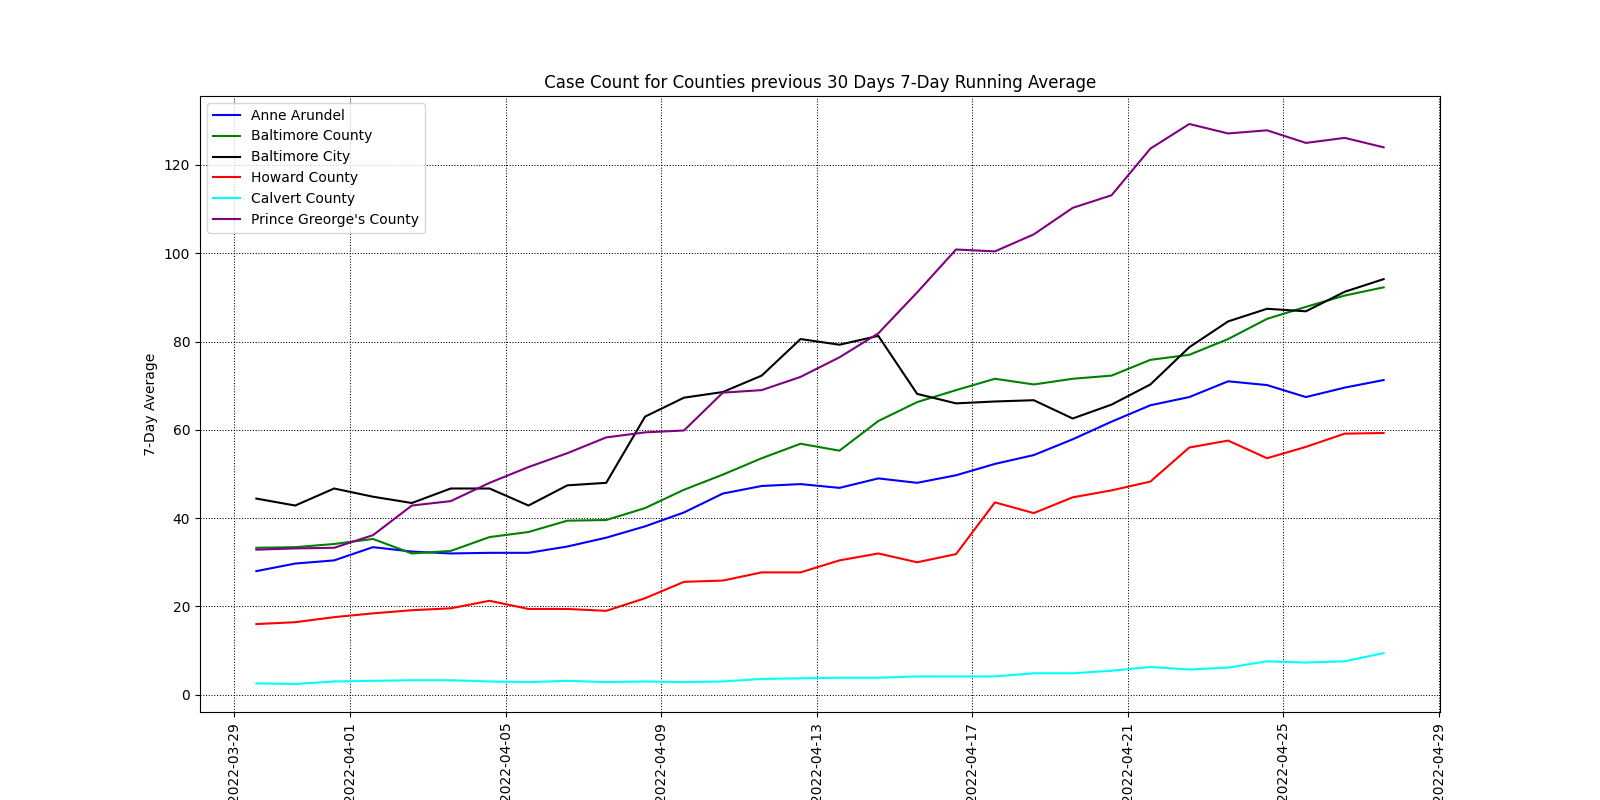 Case Count for Counties previous 30 Days 7-Day Running Average
Anne Arundel
Baltimore County
Baltimore City
Howard County
Calvert County
Prince Greorge's County
7-Day Average
120
100
80
60
40
20
0
2022-03-29
2022-04-01
2022-04-05
2022-04-09
2022-04-13
2022-04-17
2022-04-21
2022-04-25
2022-04-29